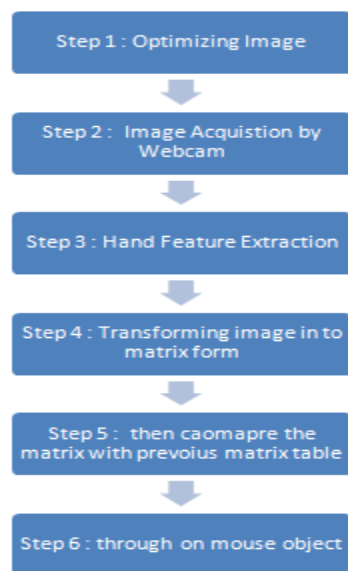 Step 1 : Optimizing Image
Step 2 : Image Acquistion by
Webcam
Step 3 : Hand Feature Extraction
Step 4 : Transforming image in to
matrix form
Step 5 : then caomapre the
matrix with prevoius matrix table
Step 6 : through on mouse object